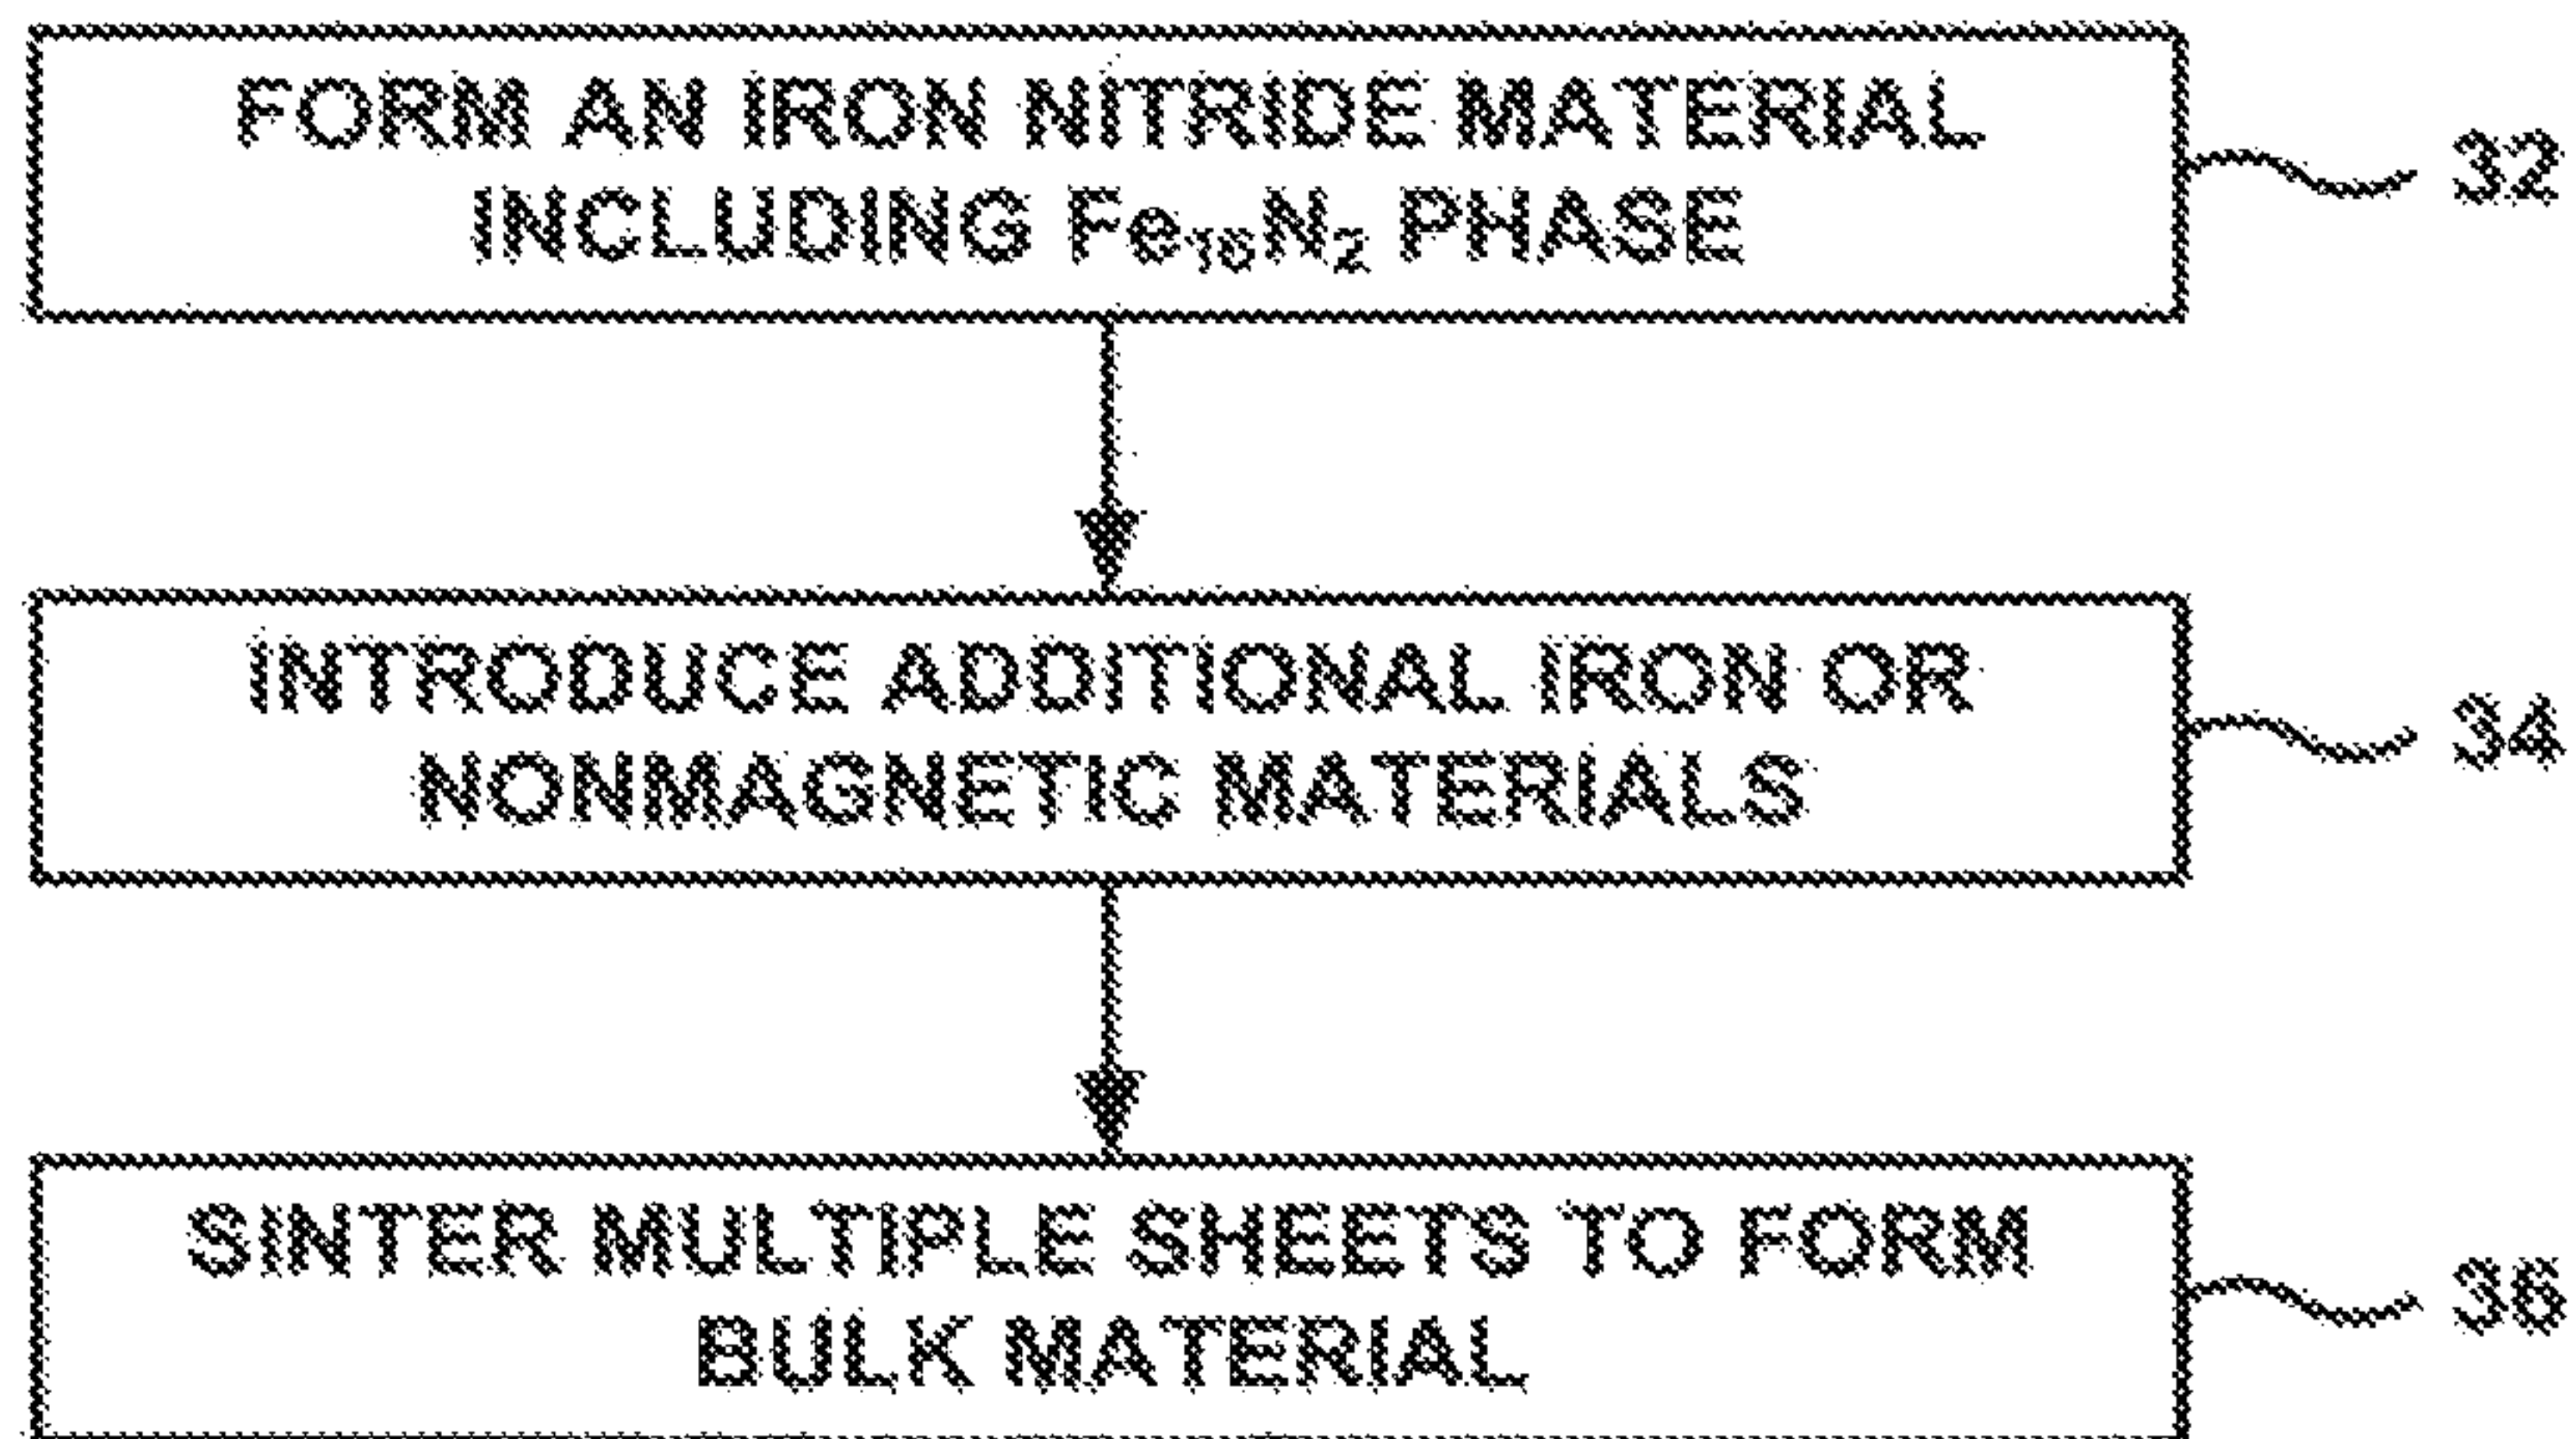 FORM AN IRON NITRIDE MATERIAL
INCLUDING Fe₁₆N₂ PHASE
32
INTRODUCE ADDITIONAL IRON OR
NONMAGNETIC MATERIALS
34
SINTER MULTIPLE SHEETS TO FORM
BULK MATERIAL
36